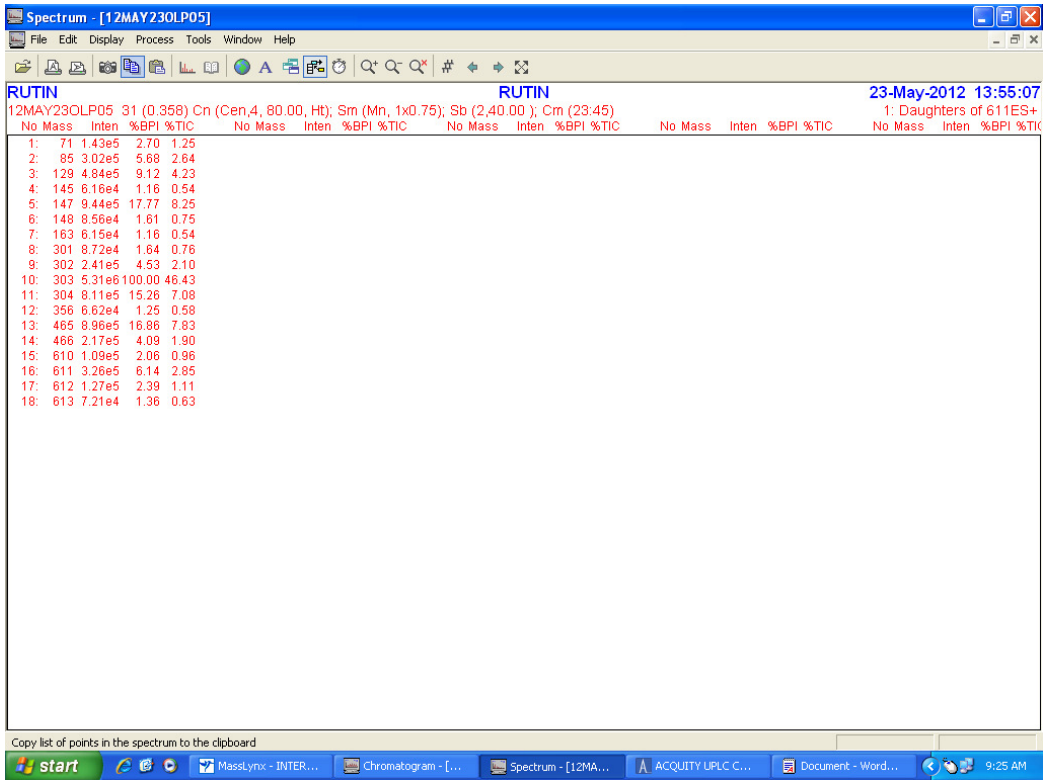 Spectrum - [12MAY23OLP05]
File Edit Display Process Tools Window Help
RUTIN RUTIN 23-May-2012 13:55:07
12MAY23OLP05 31 (0.358) Cn (Cen,4, 80.00, Ht); Sm (Mn, 1x0.75); Sb (2,40.00 ); Cm (23:45) 1: Daughters of 611ES+
No Mass Inten %BPI %TIC No Mass Inten %BPI %TIC No Mass Inten %BPI %TIC No Mass Inten %BPI %TIC No Mass Inten %BPI %TI(
1: 71 1.43e5 2.70 1.25
2: 85 3.02e5 5.68 2.64
3: 129 4.84e5 9.12 4.23
4: 145 6.16e4 1.16 0.54
5: 147 9.44e5 17.77 8.25
6: 148 8.56e4 1.61 0.75
7: 163 6.15e4 1.16 0.54
8: 301 8.72e4 1.64 0.76
9: 302 2.41e5 4.53 2.10
10: 303 5.31e6 100.00 46.43
11: 304 8.11e5 15.26 7.08
12: 356 6.62e4 1.25 0.58
13: 465 8.96e5 16.86 7.83
14: 466 2.17e5 4.09 1.90
15: 610 1.09e5 2.06 0.96
16: 611 3.26e5 6.14 2.85
17: 612 1.27e5 2.39 1.11
18: 613 7.21e4 1.36 0.63
Copy list of points in the spectrum to the clipboard
start MassLynx - INTER... Chromatogram - [... Spectrum - [12MA... ACQUITY UPLC C... Document - Word... 9:25 AM